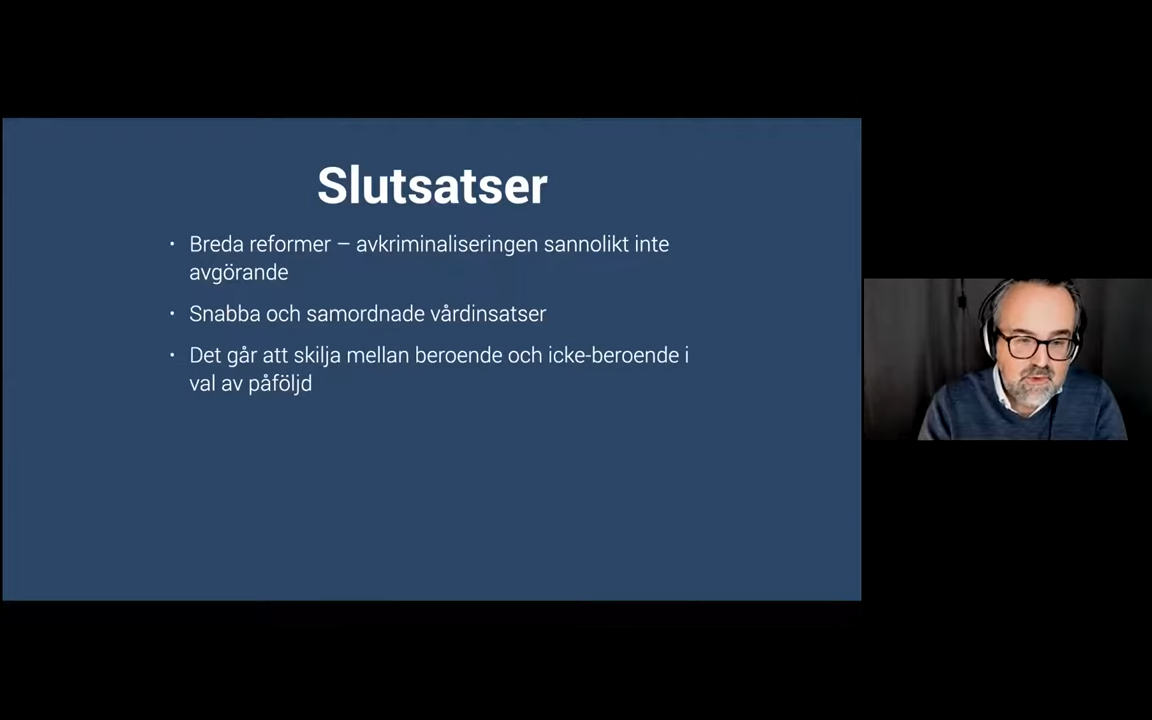 Slutsatser
• Breda reformer – avkriminaliseringen sannolikt inte
avgörande
• Snabba och samordnade vårdinsatser
• Det går att skilja mellan beroende och icke-beroende i
val av påföljd